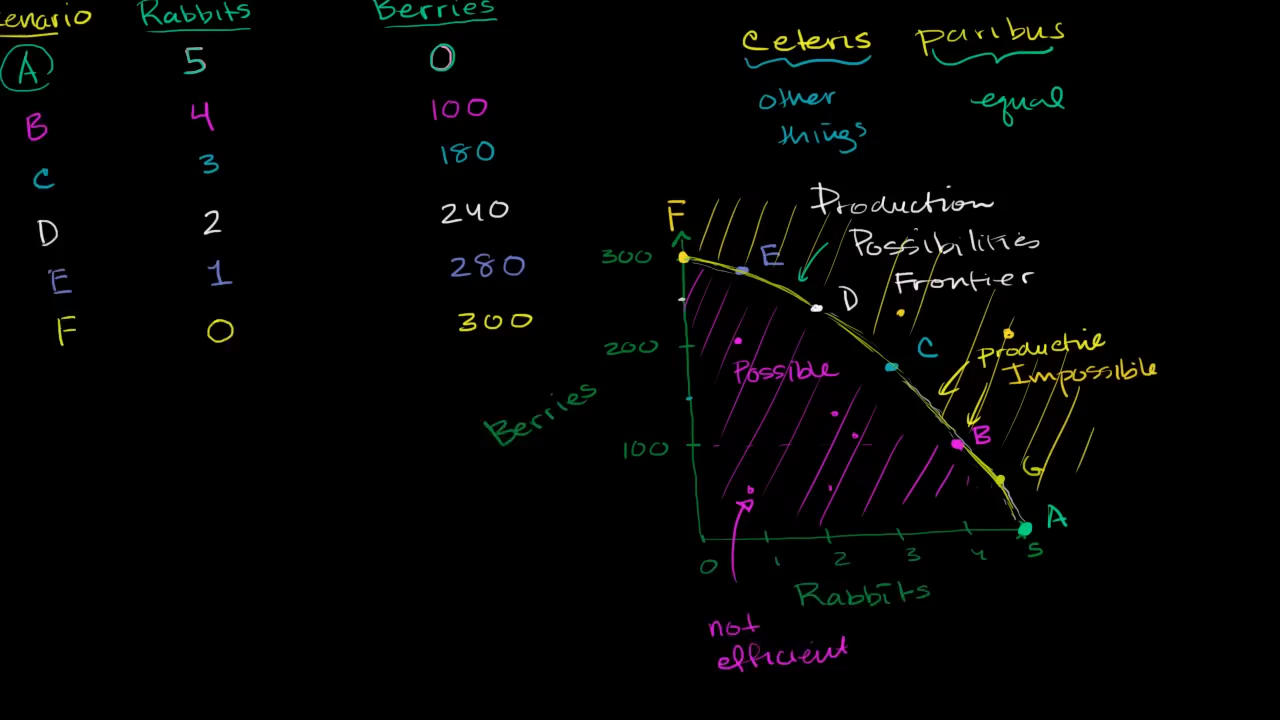 enario Rabbits Berries
A 5 0
B 4 100
C 3 180
D 2 240
E 1 280
F 0 300
Ceteris paribus
other things
equal
Production
Possibilities
Frontier
F
E
D
C
B
G
A
300
200
100
Possible
Impossible
Berries
0 1 2 3 4 5
Rabbits
not
efficient